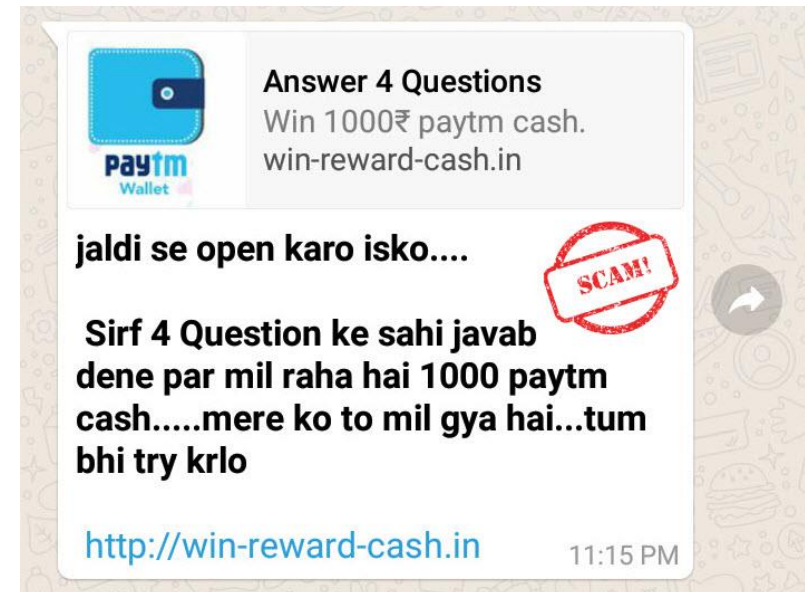 Answer 4 Questions
Win 1000₹ paytm cash.
win-reward-cash.in
paytm
Wallet
jaldi se open karo isko....
SCAM!
Sirf 4 Question ke sahi javab
dene par mil raha hai 1000 paytm
cash.....mere ko to mil gya hai...tum
bhi try krlo
http://win-reward-cash.in
11:15 PM